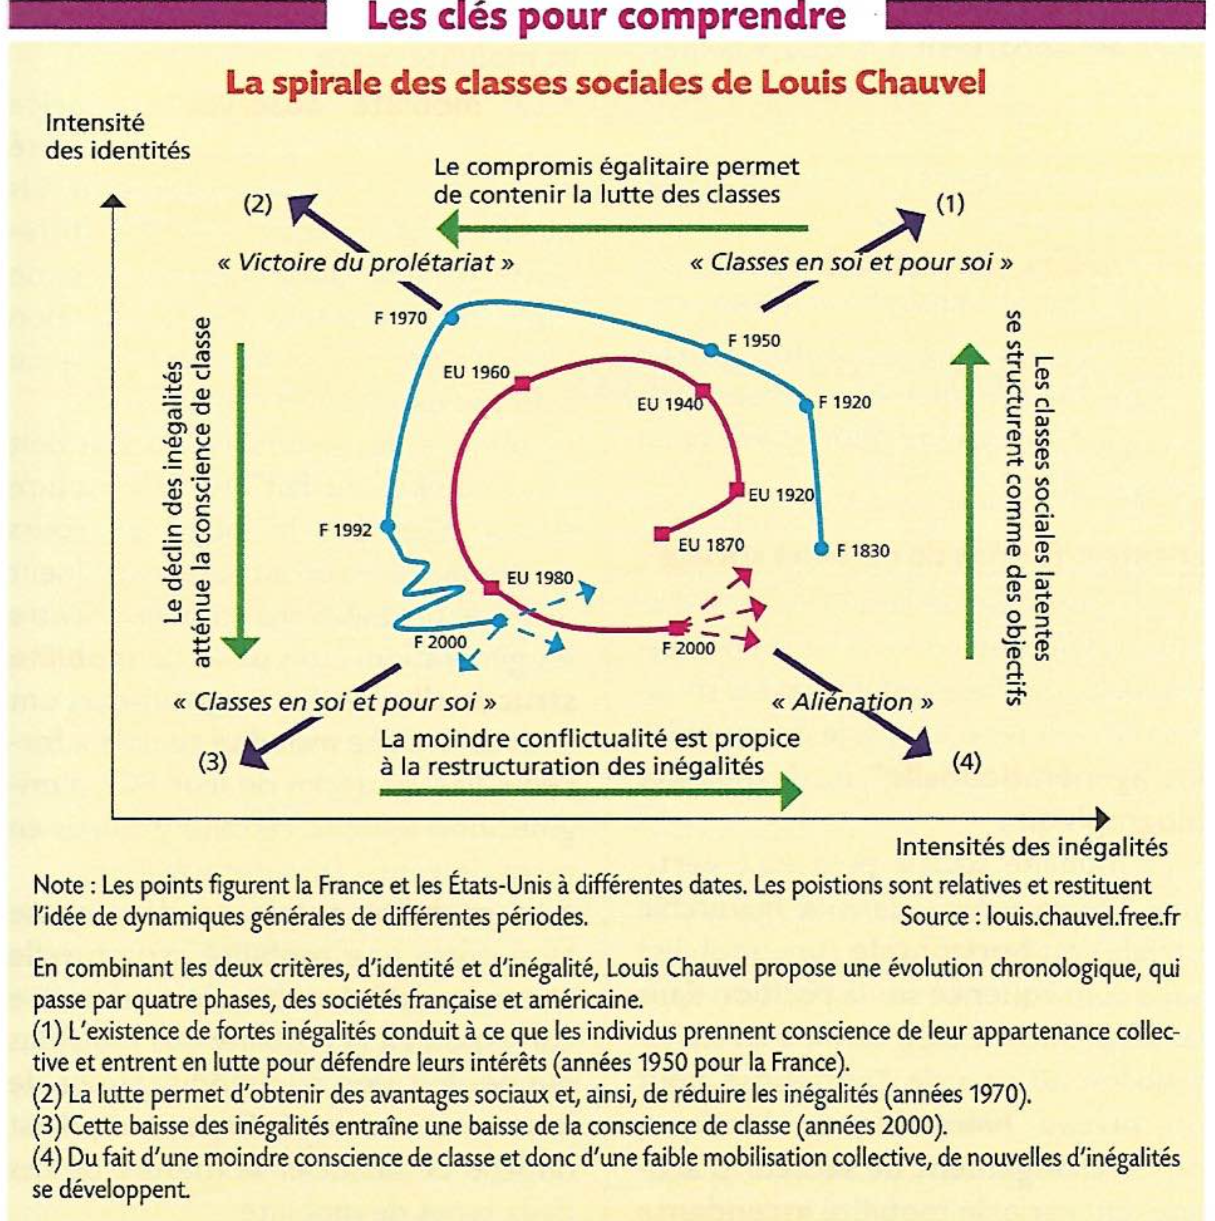 Les clés pour comprendre
La spirale des classes sociales de Louis Chauvel
Intensité
des identités
Le compromis égalitaire permet
de contenir la lutte des classes
(2)
(1)
« Victoire du prolétariat »
« Classes en soi et pour soi »
F 1970
F 1950
EU 1960
EU 1940
F 1920
EU 1920
F 1992
EU 1870
F 1830
EU 1980
F 2000
F 2000
Le déclin des inégalités
atténue la conscience de classe
Les classes sociales latentes
se structurent comme des objectifs
« Classes en soi et pour soi »
« Aliénation »
(3)
La moindre conflictualité est propice
à la restructuration des inégalités
(4)
Intensités des inégalités
Note : Les points figurent la France et les États-Unis à différentes dates. Les poistions sont relatives et restituent
l'idée de dynamiques générales de différentes périodes.
Source : louis.chauvel.free.fr
En combinant les deux critères, d'identité et d'inégalité, Louis Chauvel propose une évolution chronologique, qui
passe par quatre phases, des sociétés française et américaine.
(1) L'existence de fortes inégalités conduit à ce que les individus prennent conscience de leur appartenance collec-
tive et entrent en lutte pour défendre leurs intérêts (années 1950 pour la France).
(2) La lutte permet d'obtenir des avantages sociaux et, ainsi, de réduire les inégalités (années 1970).
(3) Cette baisse des inégalités entraîne une baisse de la conscience de classe (années 2000).
(4) Du fait d'une moindre conscience de classe et donc d'une faible mobilisation collective, de nouvelles d'inégalités
se développent.